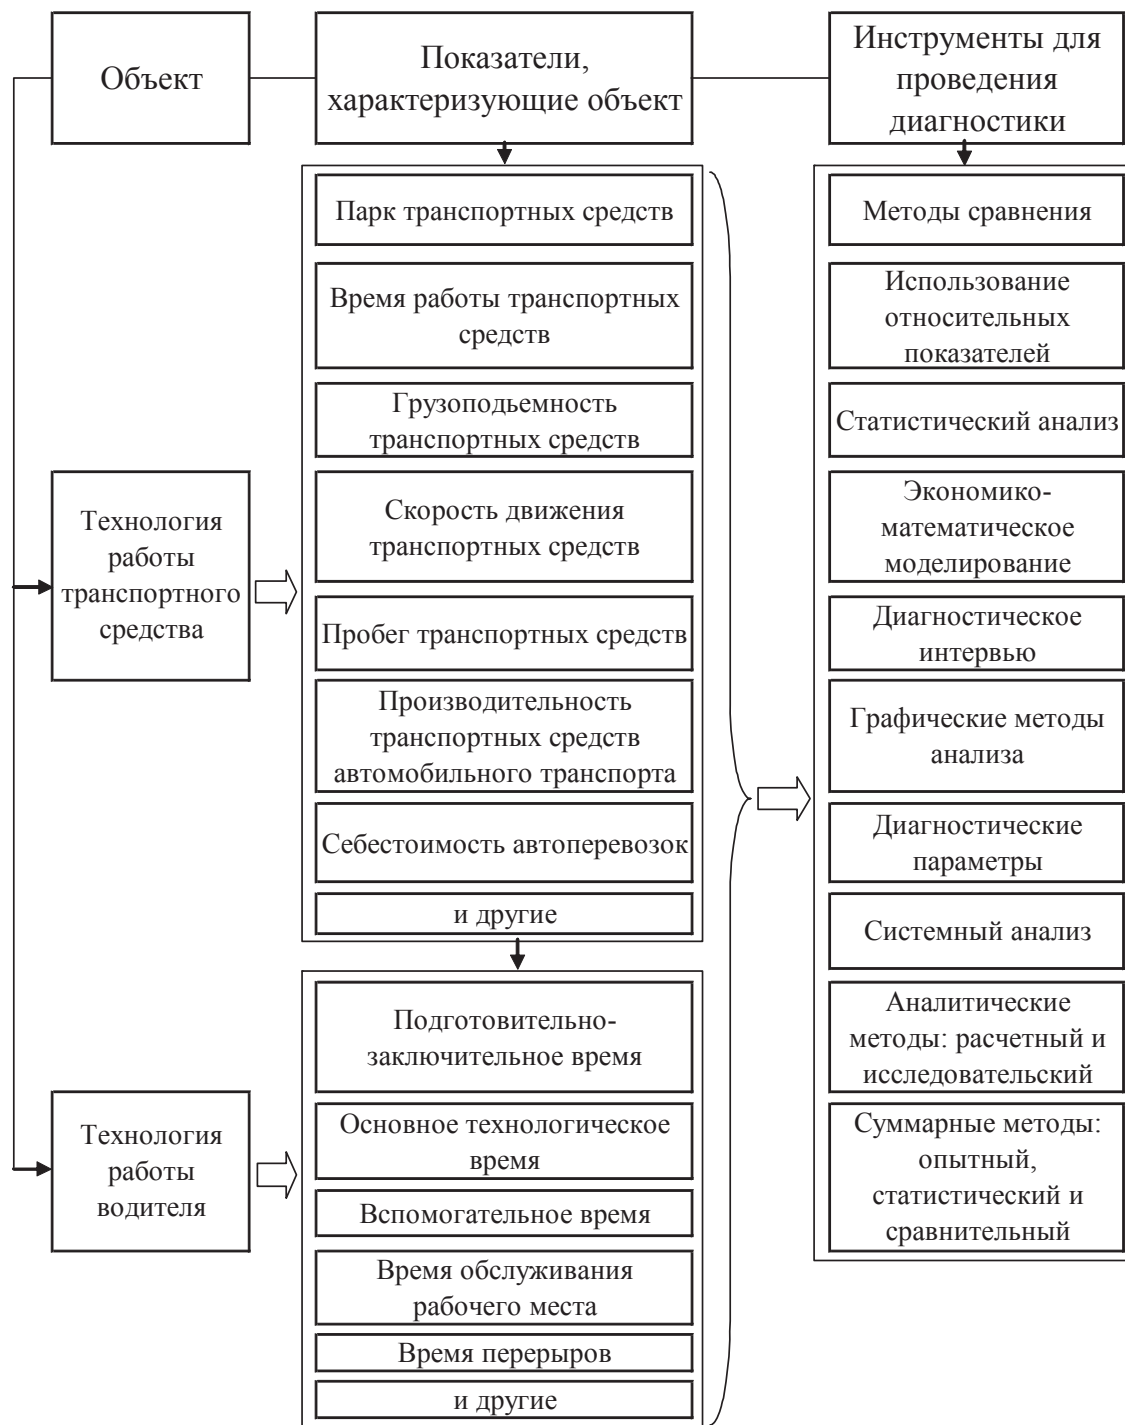 Объект
Показатели,
характеризующие объект
Инструменты для
проведения
диагностики
Технология
работы
транспортного
средства
Парк транспортных средств
Время работы транспортных
средств
Грузоподьемность
транспортных средств
Скорость движения
транспортных средств
Пробег транспортных средств
Производительность
транспортных средств
автомобильного транспорта
Себестоимость автоперевозок
и другие
Технология
работы
водителя
Подготовительно-
заключительное время
Основное технологическое
время
Вспомогательное время
Время обслуживания
рабочего места
Время перерыров
и другие
Методы сравнения
Использование
относительных
показателей
Статистический анализ
Экономико-
математическое
моделирование
Диагностическое
интервью
Графические методы
анализа
Диагностические
параметры
Системный анализ
Аналитические
методы: расчетный и
исследовательский
Суммарные методы:
опытный,
статистический и
сравнительный